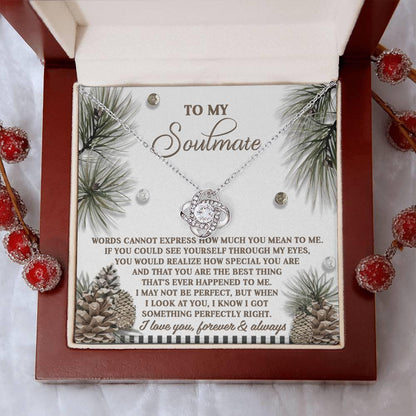 TO MY
Soulmate
WORDS CANNOT EXPRESS HOW MUCH YOU MEAN TO ME.
IF YOU COULD SEE YOURSELF THROUGH MY EYES,
YOU WOULD REALIZE HOW SPECIAL YOU ARE
AND THAT YOU ARE THE BEST THING
THAT'S EVER HAPPENED TO ME.
I MAY NOT BE PERFECT, BUT WHEN
I LOOK AT YOU, I KNOW I GOT
SOMETHING PERFECTLY RIGHT.
I love you, forever & always